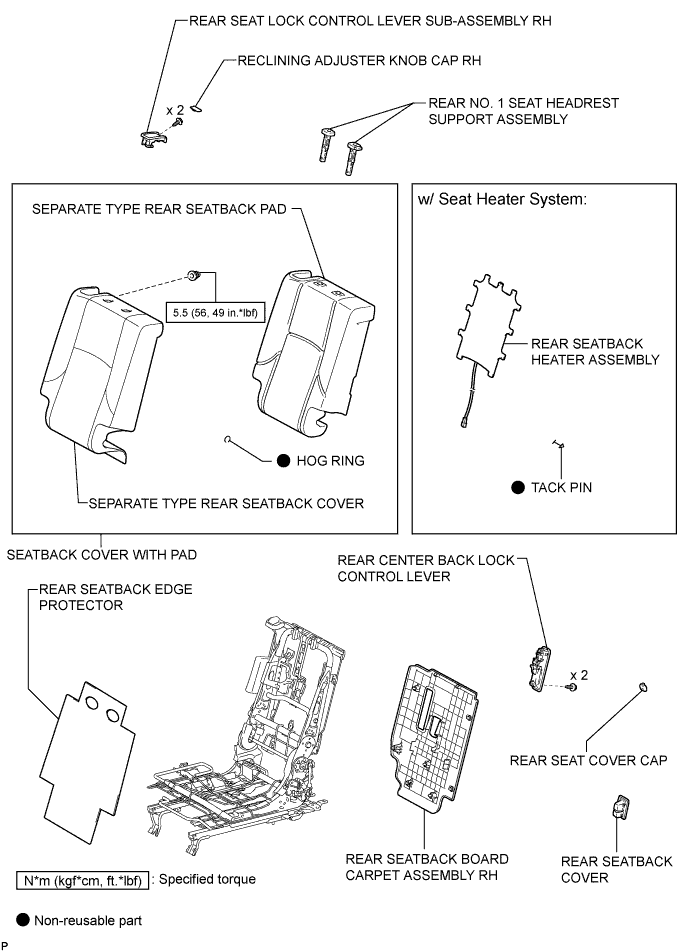 REAR SEAT LOCK CONTROL LEVER SUB-ASSEMBLY RH
RECLINING ADJUSTER KNOB CAP RH
x 2
REAR NO. 1 SEAT HEADREST
SUPPORT ASSEMBLY
SEPARATE TYPE REAR SEATBACK PAD
w/ Seat Heater System:
5.5 (56, 49 in.*lbf)
REAR SEATBACK
HEATER ASSEMBLY
HOG RING
TACK PIN
SEPARATE TYPE REAR SEATBACK COVER
SEATBACK COVER WITH PAD
REAR CENTER BACK LOCK
CONTROL LEVER
REAR SEATBACK EDGE
PROTECTOR
x 2
REAR SEAT COVER CAP
REAR SEATBACK BOARD
CARPET ASSEMBLY RH
REAR SEATBACK
COVER
N*m (kgf*cm, ft.*lbf) : Specified torque
Non-reusable part
P